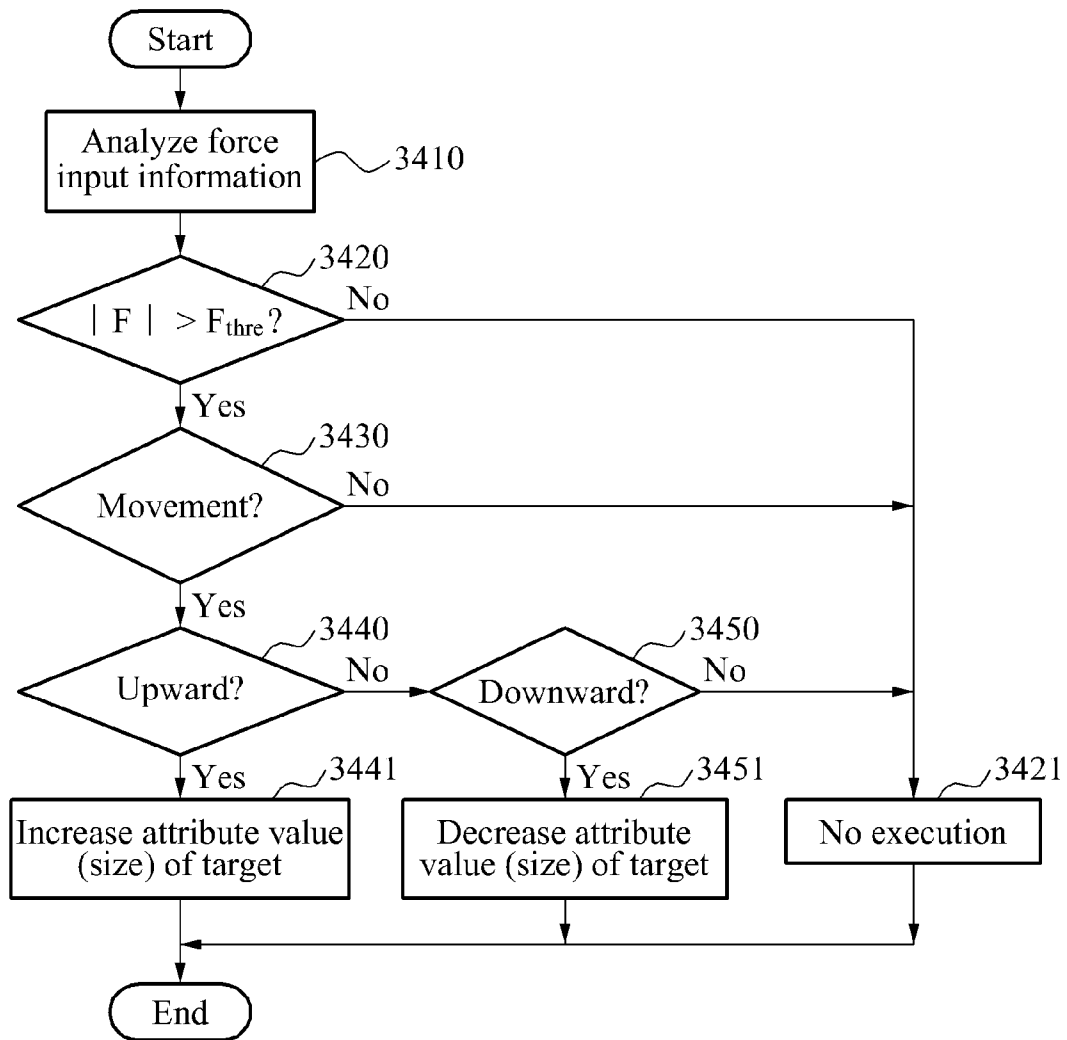 Start
Analyze force
input information
3410
3420
| F | > Fthre?
No
Yes
3430
Movement?
No
Yes
3440
Upward?
No
3450
Downward?
No
Yes
3441
Yes
3451
3421
Increase attribute value
(size) of target
Decrease attribute
value (size) of target
No execution
End